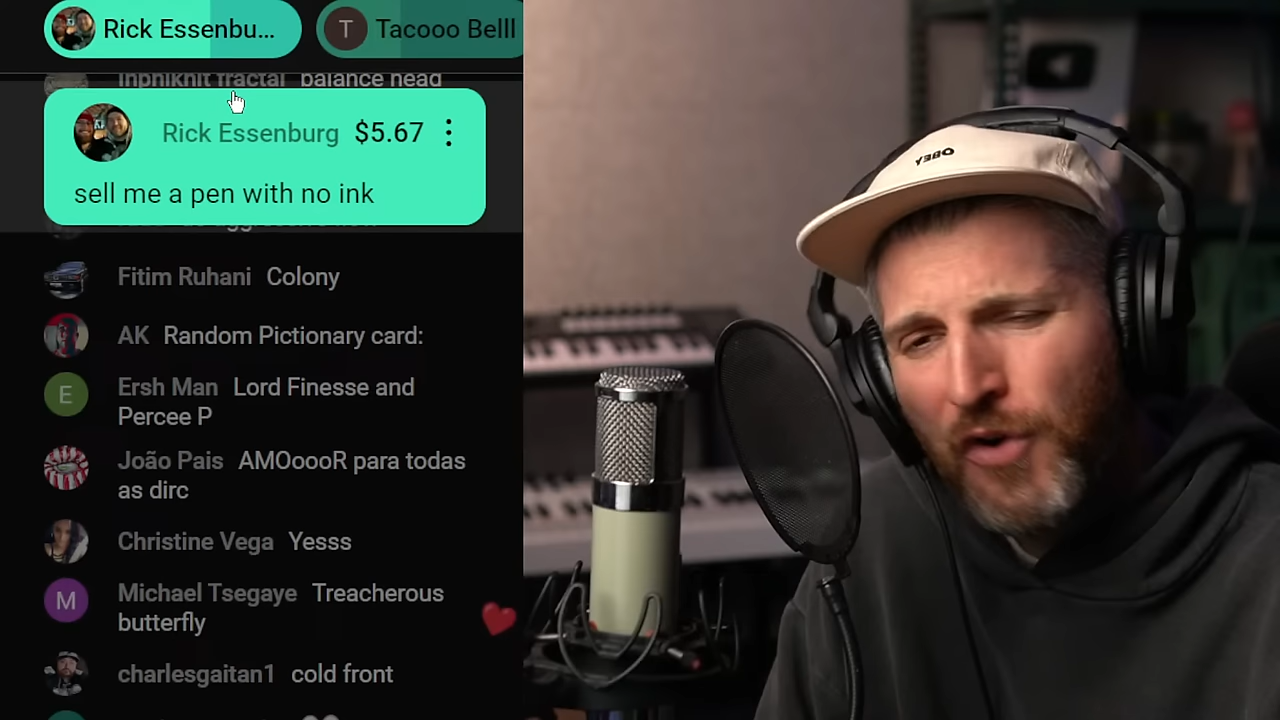 Rick Essenbu...
T Tacooo Belll
Inphiknit fractal balance head
Rick Essenburg $5.67
sell me a pen with no ink
Fitim Ruhani Colony
AK Random Pictionary card:
E Ersh Man Lord Finesse and
Percee P
João Pais AMOoooR para todas
as dirc
Christine Vega Yesss
M Michael Tsegaye Treacherous
butterfly
charlesgaitan1 cold front
OBEY